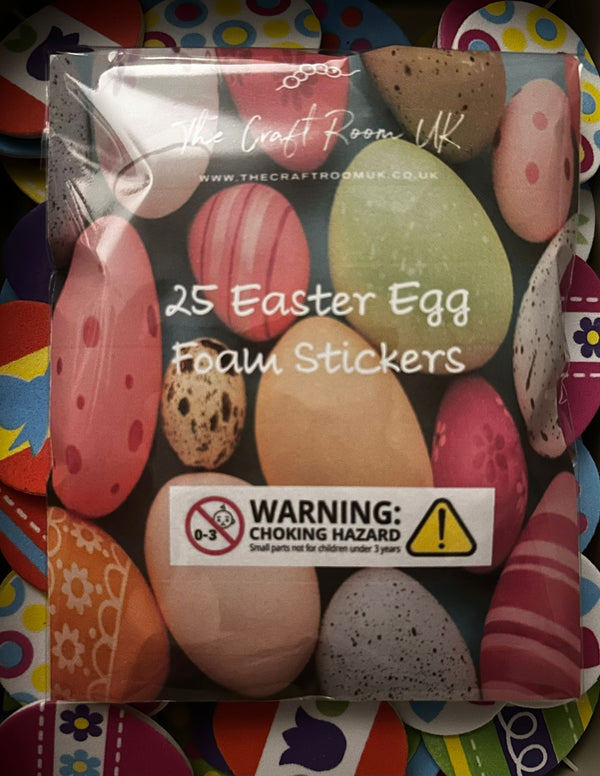 The Craft Room UK
WWW.THECRAFTROOMUK.CO.UK
25 Easter Egg
Foam Stickers
0-3
WARNING:
CHOKING HAZARD
Small parts not for children under 3 years